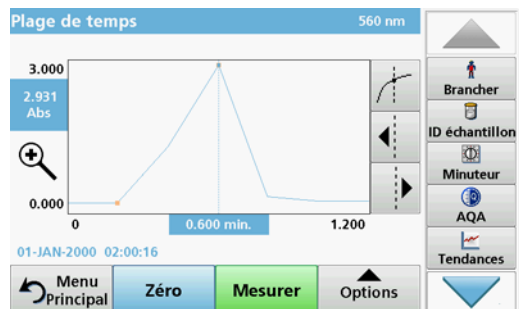 Plage de temps
560 nm
3.000
2.931
Abs
0.000
0
0.600 min.
1.200
01-JAN-2000 02:00:16
Menu
Principal
Zéro
Mesurer
Options
Brancher
ID échantillon
Minuteur
AQA
Tendances